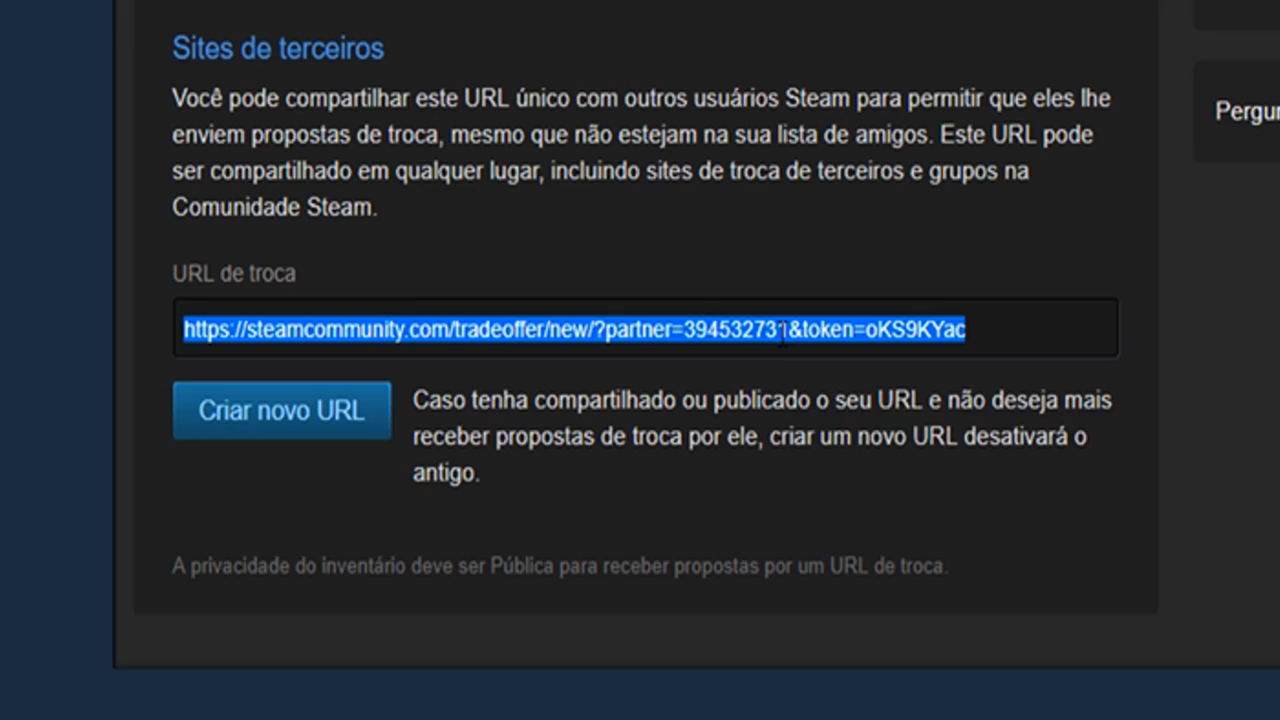 Sites de terceiros
Você pode compartilhar este URL único com outros usuários Steam para permitir que eles lhe
enviem propostas de troca, mesmo que não estejam na sua lista de amigos. Este URL pode
ser compartilhado em qualquer lugar, incluindo sites de troca de terceiros e grupos na
Comunidade Steam.
URL de troca
https://steamcommunity.com/tradeoffer/new/?partner=394532731&token=oKS9KYac
Criar novo URL
Caso tenha compartilhado ou publicado o seu URL e não deseja mais
receber propostas de troca por ele, criar um novo URL desativará o
antigo.
A privacidade do inventário deve ser Pública para receber propostas por um URL de troca.
Pergun